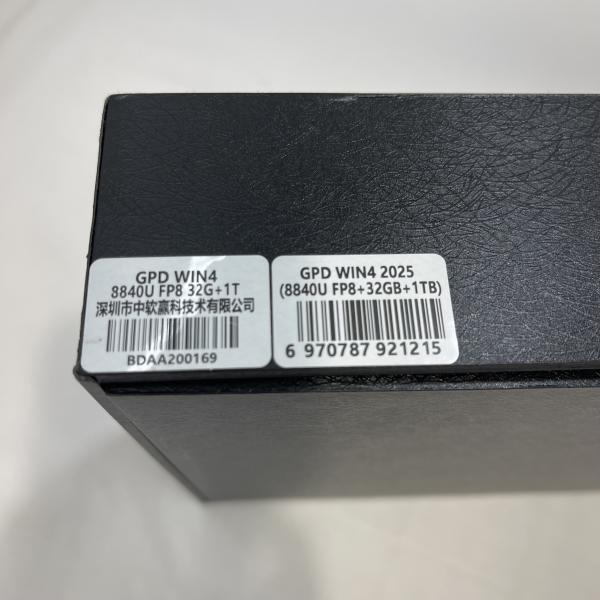 GPD WIN4
8840U FP8 32G+1T
深圳市中软赢科技术有限公司
BDAA200169
GPD WIN4 2025
(8840U FP8+32GB+1TB)
6 970787 921215